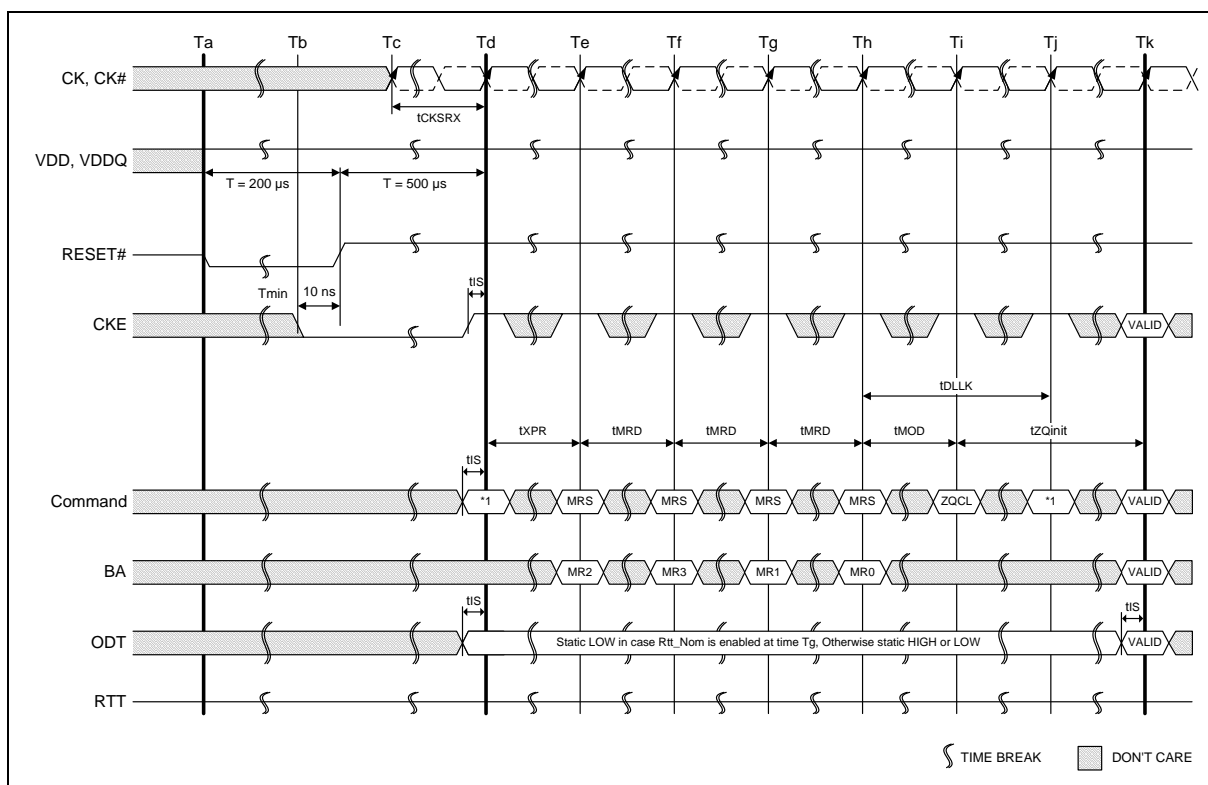 Ta Tb Tc Td Te Tf Tg Th Ti Tj Tk
CK, CK#
tCKSRX
VDD, VDDQ
T = 200 µs T = 500 µs
RESET#
Tmin 10 ns tIS
CKE VALID
tDLLK
tXPR tMRD tMRD tMRD tMOD tZQinit
tIS
Command *1 MRS MRS MRS MRS ZQCL *1 VALID
BA MR2 MR3 MR1 MR0 VALID
tIS tIS
ODT Static LOW in case Rtt_Nom is enabled at time Tg, Otherwise static HIGH or LOW VALID
RTT
TIME BREAK DON'T CARE